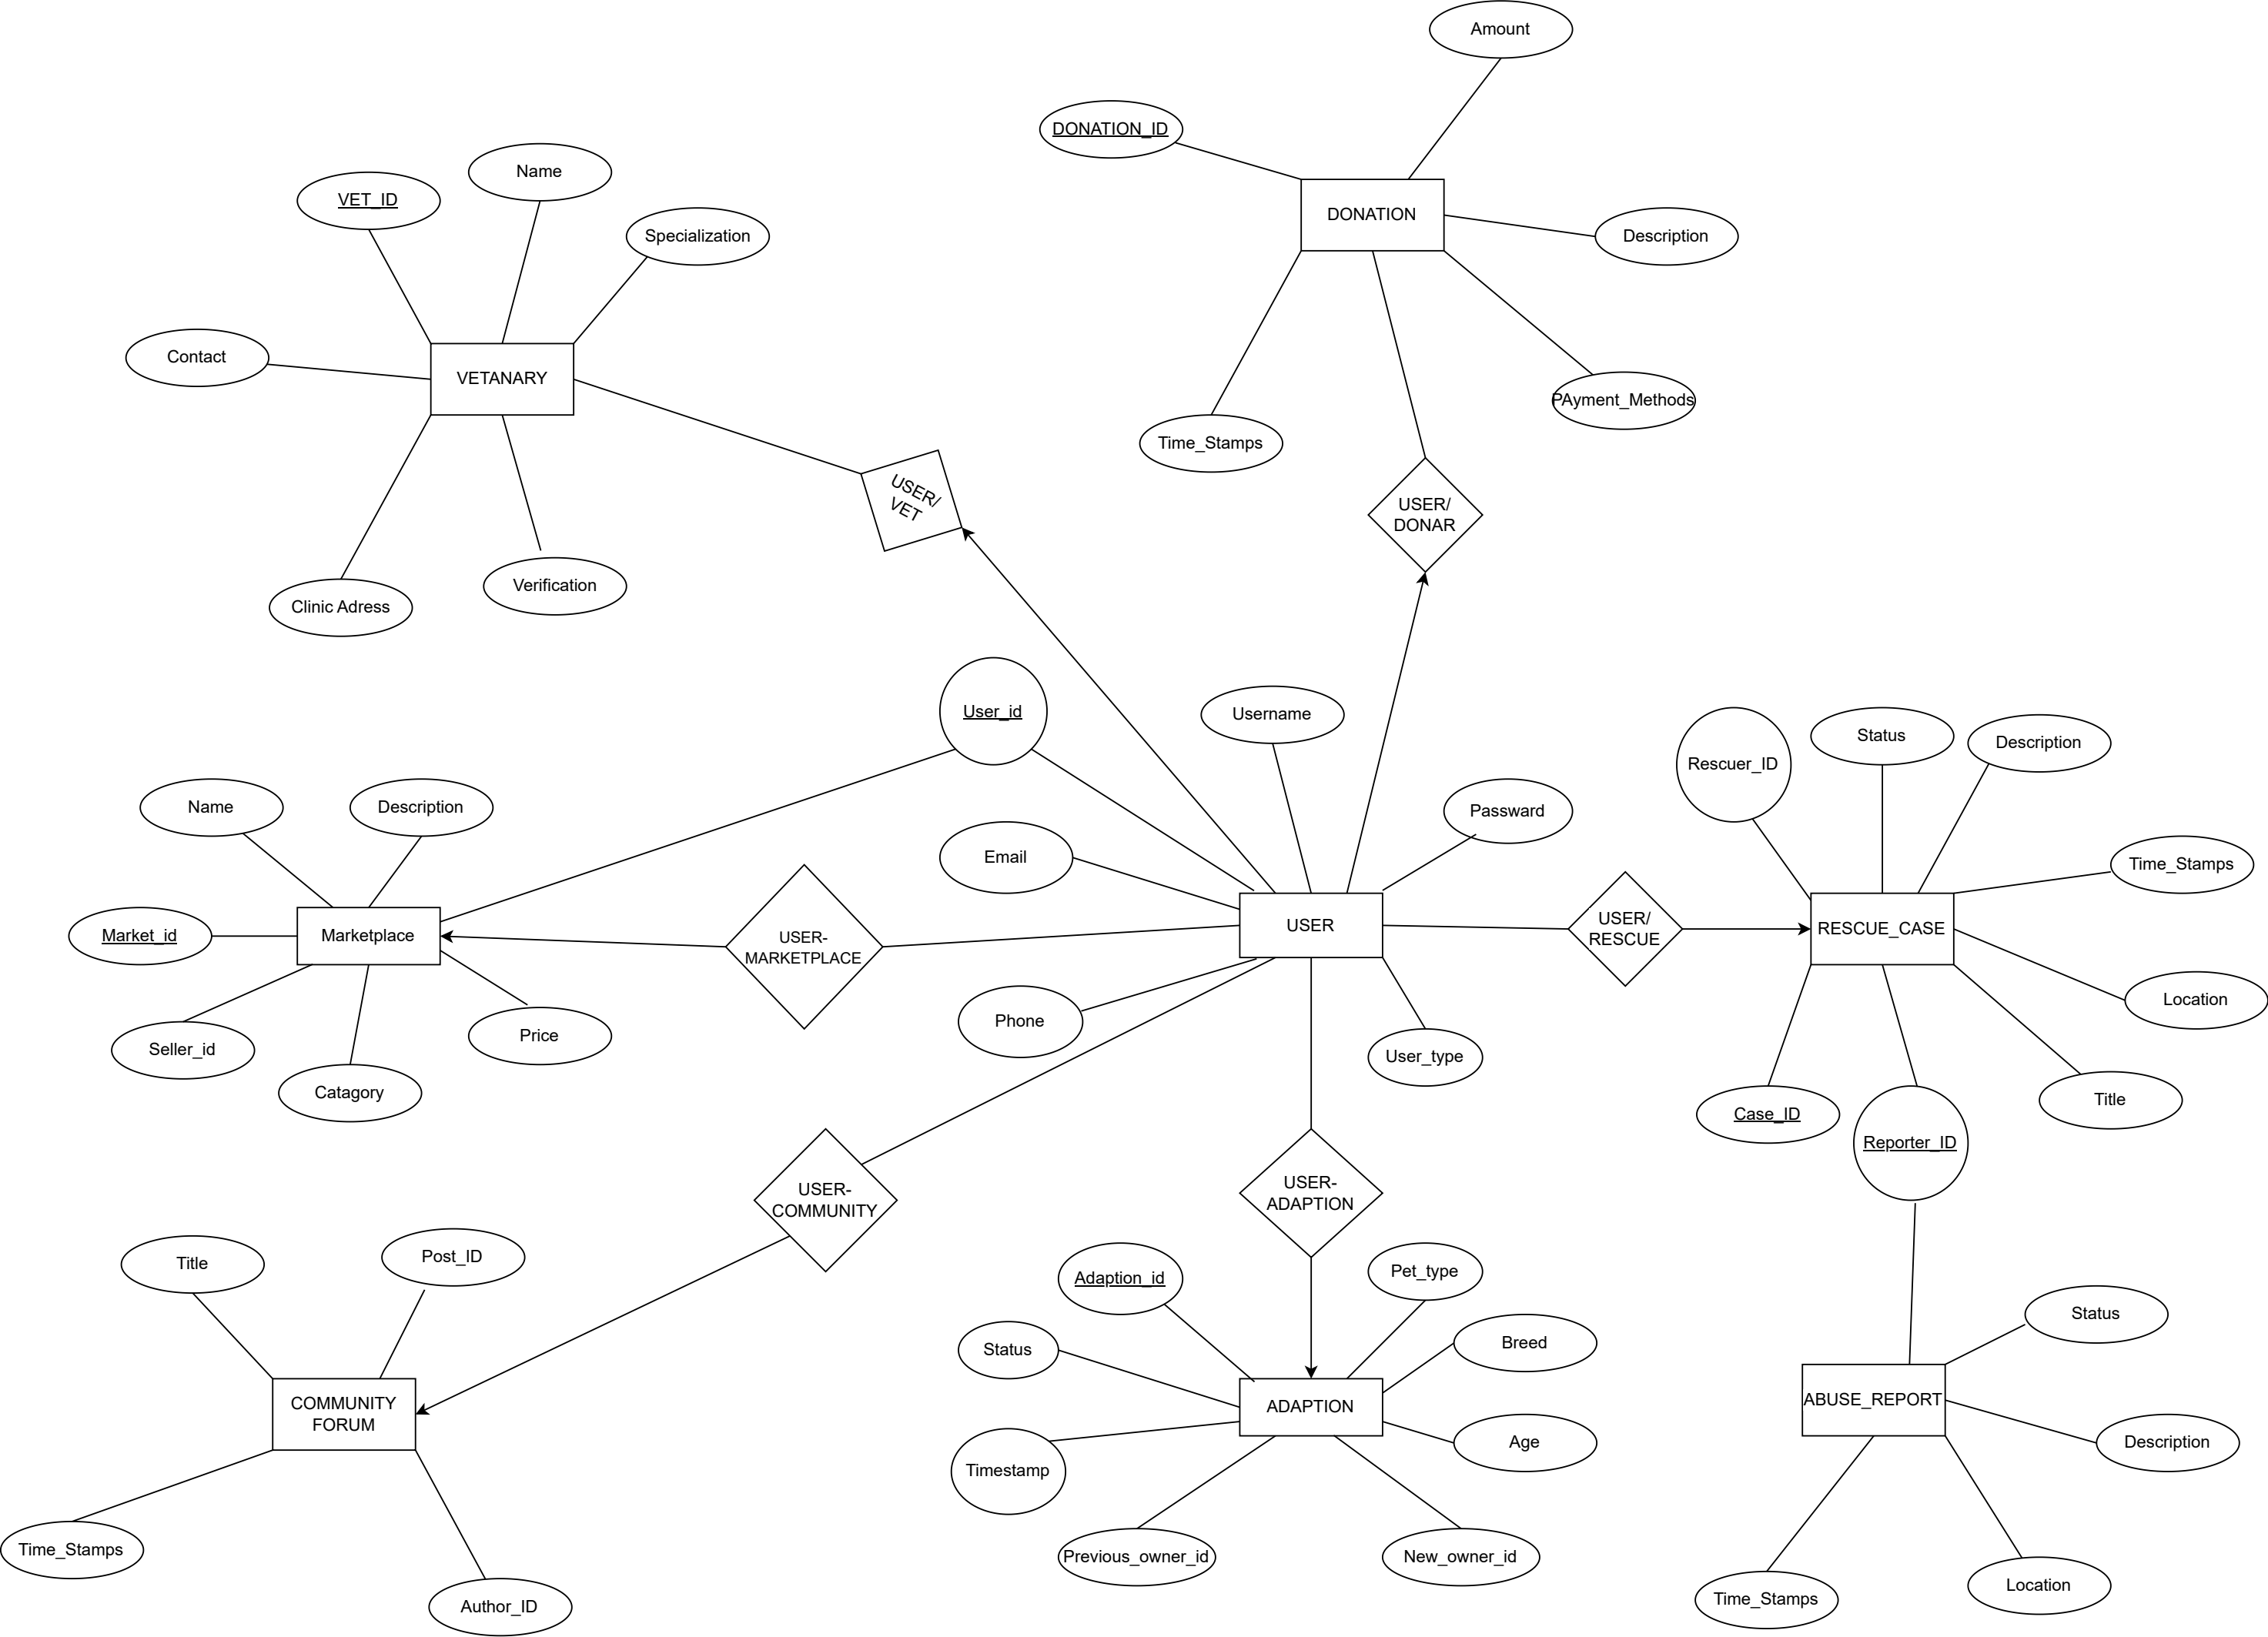 Amount
DONATION_ID
Name
VET_ID
DONATION
Specialization
Description
Contact
VETANARY
PAyment_Methods
Time_Stamps
USER/
VET
USER/
DONAR
Verification
Clinic Adress
User_id
Username
Status
Description
Rescuer_ID
Name
Description
Passward
Email
Time_Stamps
USER
USER/
RESCUE
RESCUE_CASE
Market_id
Marketplace
USER-
MARKETPLACE
Location
Phone
Price
Seller_id
User_type
Catagory
Title
Case_ID
Reporter_ID
USER-
COMMUNITY
USER-
ADAPTION
Title
Post_ID
Adaption_id
Pet_type
Status
Status
Breed
COMMUNITY
FORUM
ADAPTION
ABUSE_REPORT
Age
Description
Timestamp
Time_Stamps
Previous_owner_id
New_owner_id
Location
Time_Stamps
Author_ID